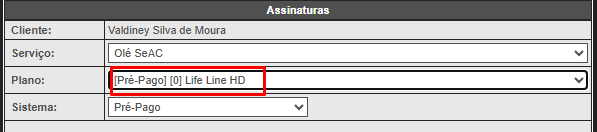 Assinaturas
Cliente: Valdiney Silva de Moura
Serviço: Olé SeAC
Plano: [Pré-Pago] [0] Life Line HD
Sistema: Pré-Pago